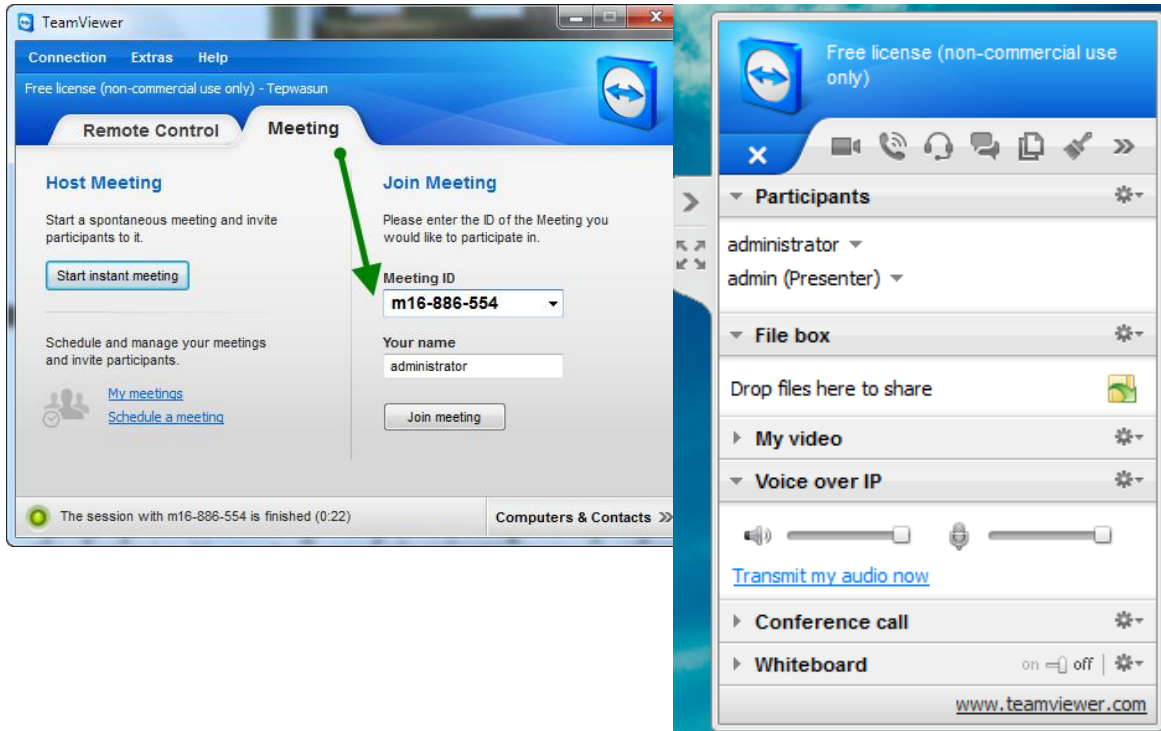 TeamViewer
Connection Extras Help
Free license (non-commercial use only) - Tepwasun
Remote Control Meeting
Host Meeting
Start a spontaneous meeting and invite
participants to it.
Start instant meeting
Schedule and manage your meetings
and invite participants.
My meetings
Schedule a meeting
Join Meeting
Please enter the ID of the Meeting you
would like to participate in.
Meeting ID
m16-886-554
Your name
administrator
Join meeting
The session with m16-886-554 is finished (0:22)
Computers & Contacts
Free license (non-commercial use
only)
Participants
administrator
admin (Presenter)
File box
Drop files here to share
My video
Voice over IP
Transmit my audio now
Conference call
Whiteboard on off
www.teamviewer.com